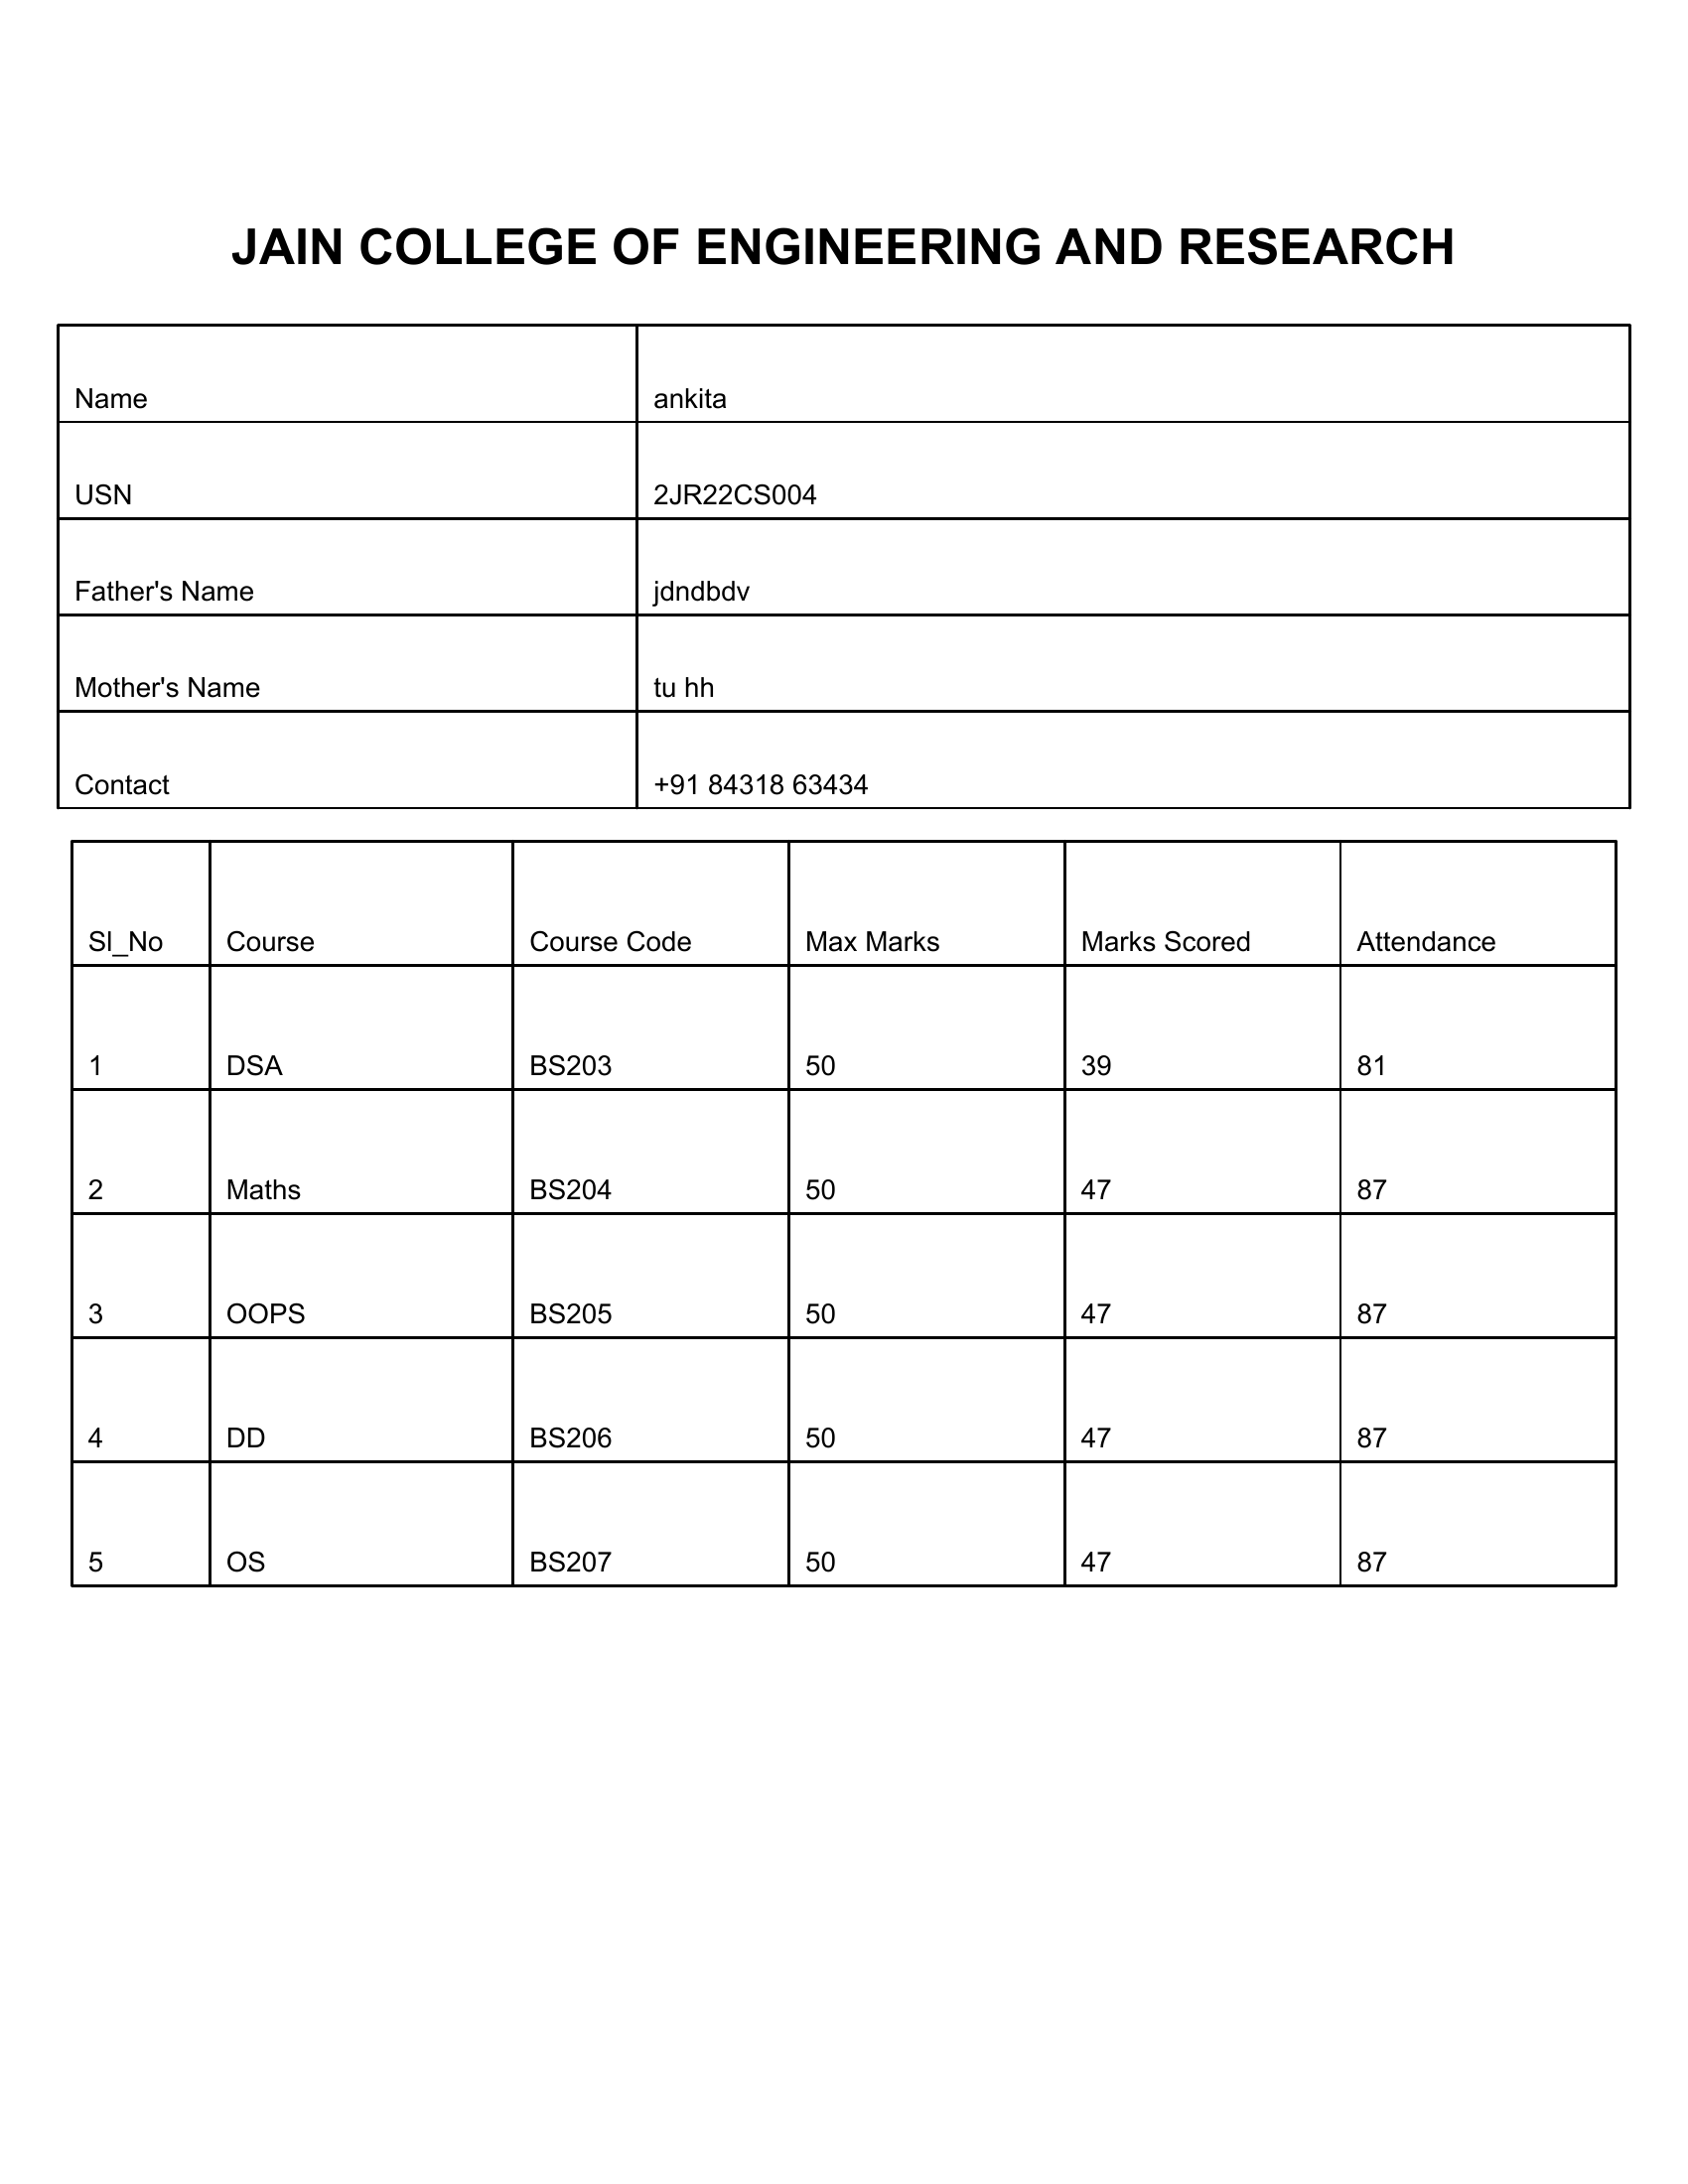 JAIN COLLEGE OF ENGINEERING AND RESEARCH
Name ankita
USN 2JR22CS004
Father's Name jdndbdv
Mother's Name tu hh
Contact +91 84318 63434
Sl_No Course Course Code Max Marks Marks Scored Attendance
1 DSA BS203 50 39 81
2 Maths BS204 50 47 87
3 OOPS BS205 50 47 87
4 DD BS206 50 47 87
5 OS BS207 50 47 87